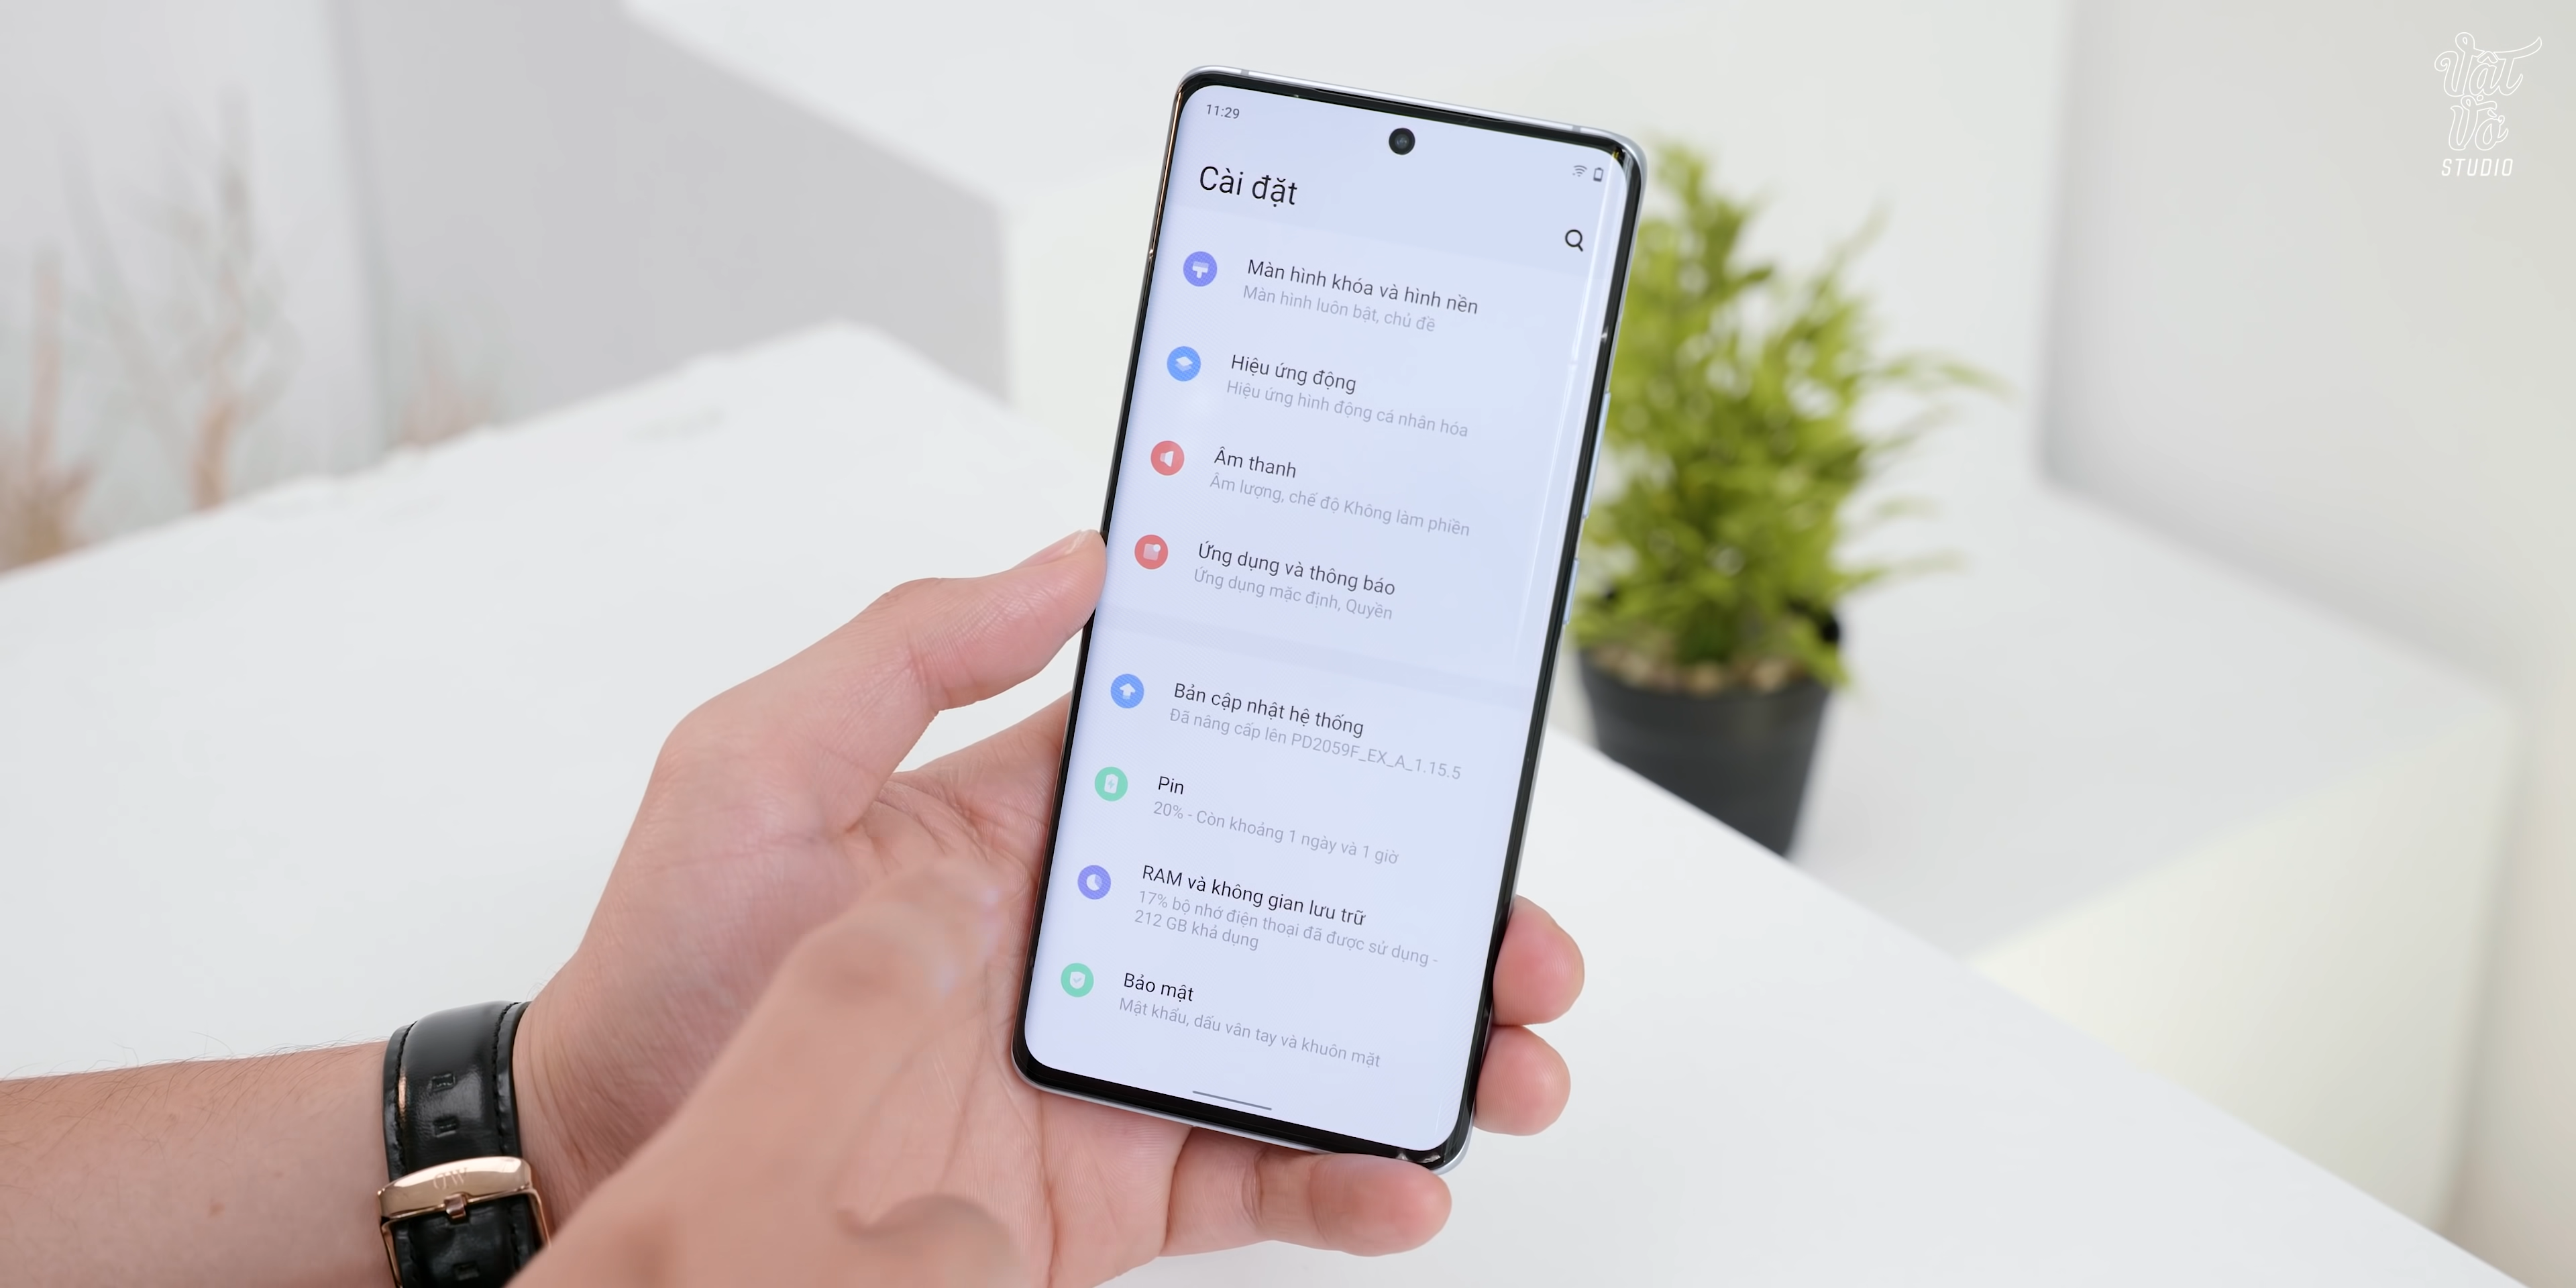 Vật
Vờ
STUDIO
11:29
Cài đặt
Màn hình khóa và hình nền
Màn hình luôn bật, chủ đề
Hiệu ứng động
Hiệu ứng hình động cá nhân hóa
Âm thanh
Âm lượng, chế độ Không làm phiền
Ứng dụng và thông báo
Ứng dụng mặc định, Quyền
Bản cập nhật hệ thống
Đã nâng cấp lên PD2059F_EX_A_1.15.5
Pin
20% - Còn khoảng 1 ngày và 1 giờ
RAM và không gian lưu trữ
17% bộ nhớ điện thoại đã được sử dụng -
212 GB khả dụng
Bảo mật
Mật khẩu, dấu vân tay và khuôn mặt
DW